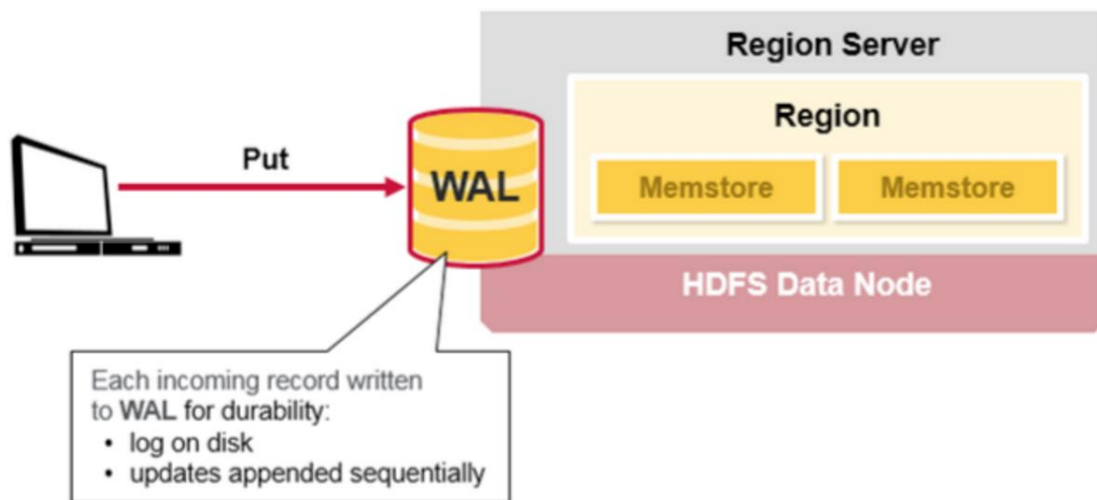 Region Server
Region
Put
WAL
Memstore
Memstore
HDFS Data Node
Each incoming record written
to WAL for durability:
• log on disk
• updates appended sequentially